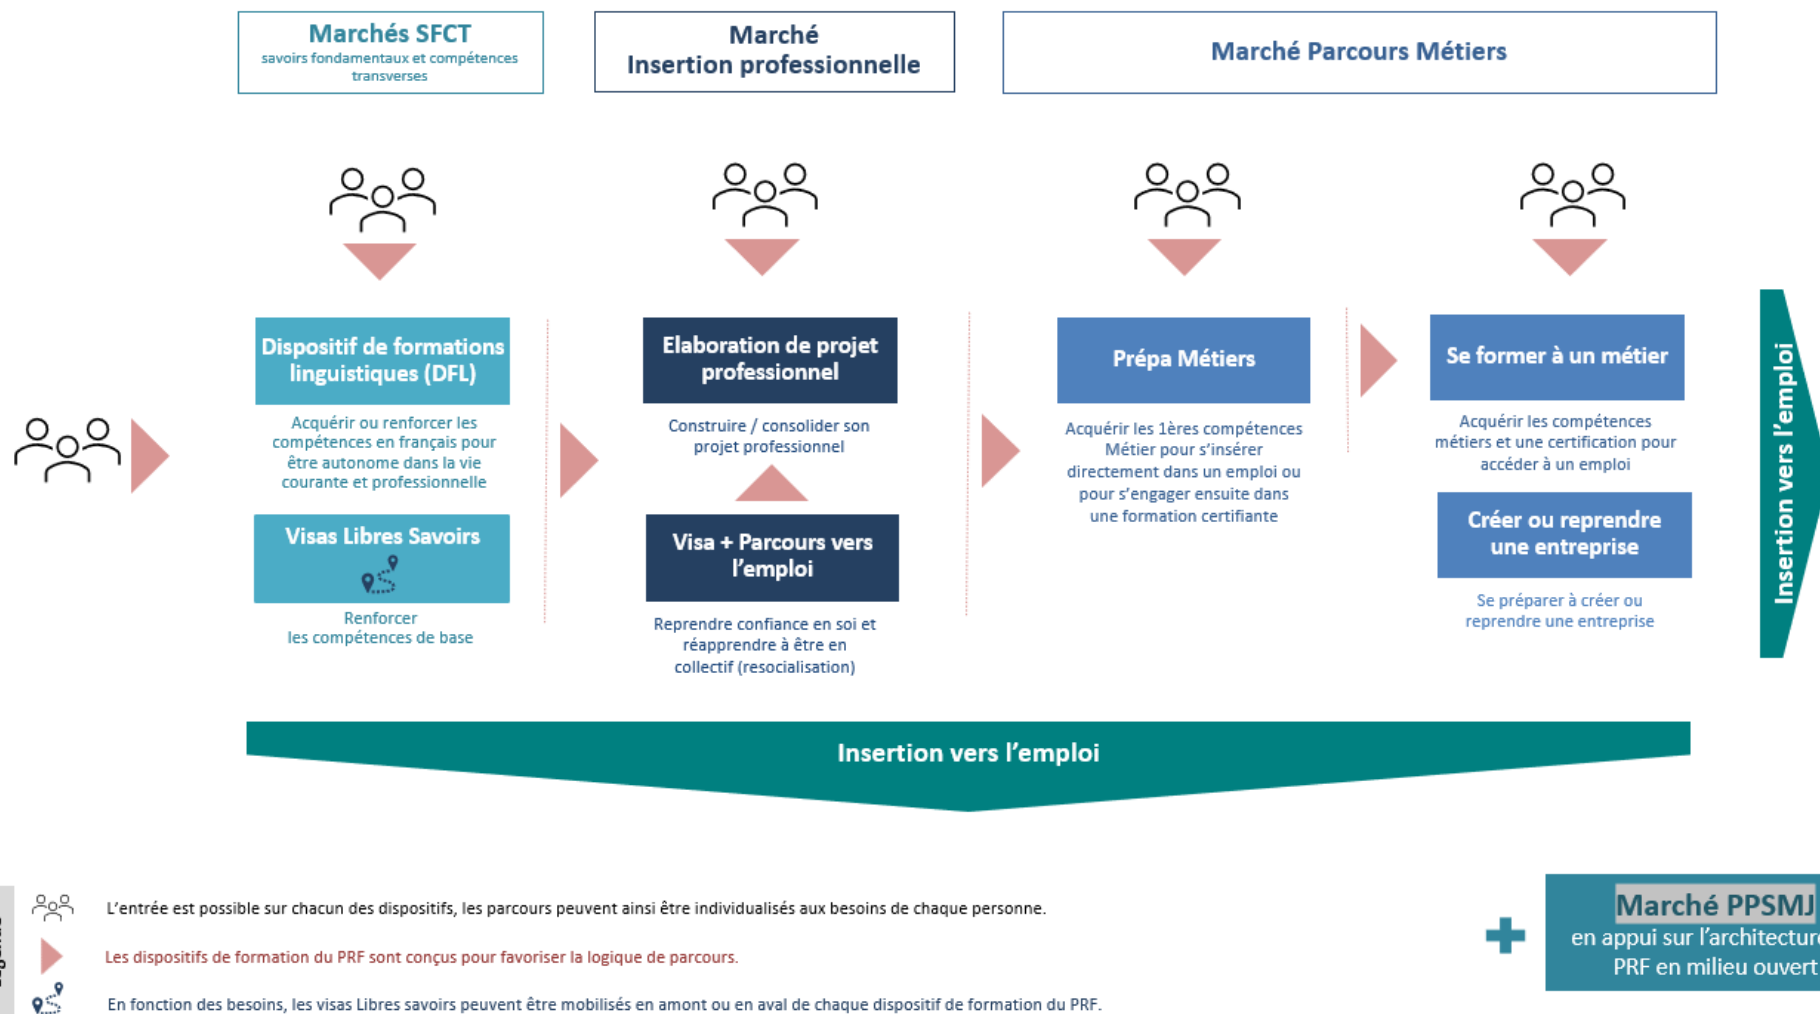 Marchés SFCT
savoirs fondamentaux et compétences
transverses
Marché
Insertion professionnelle
Marché Parcours Métiers
Dispositif de formations
linguistiques (DFL)
Acquérir ou renforcer les
compétences en français pour
être autonome dans la vie
courante et professionnelle
Visas Libres Savoirs
Renforcer
les compétences de base
Elaboration de projet
professionnel
Construire / consolider son
projet professionnel
Visa + Parcours vers
l'emploi
Reprendre confiance en soi et
réapprendre à être en
collectif (resocialisation)
Prépa Métiers
Acquérir les 1ères compétences
Métier pour s'insérer
directement dans un emploi ou
pour s'engager ensuite dans
une formation certifiante
Se former à un métier
Acquérir les compétences
métiers et une certification pour
accéder à un emploi
Créer ou reprendre
une entreprise
Se préparer à créer ou
reprendre une entreprise
Insertion vers l'emploi
Insertion vers l'emploi
L'entrée est possible sur chacun des dispositifs, les parcours peuvent ainsi être individualisés aux besoins de chaque personne.
Les dispositifs de formation du PRF sont conçus pour favoriser la logique de parcours.
En fonction des besoins, les visas Libres savoirs peuvent être mobilisés en amont ou en aval de chaque dispositif de formation du PRF.
Marché PPSMJ
en appui sur l'architecture
PRF en milieu ouvert